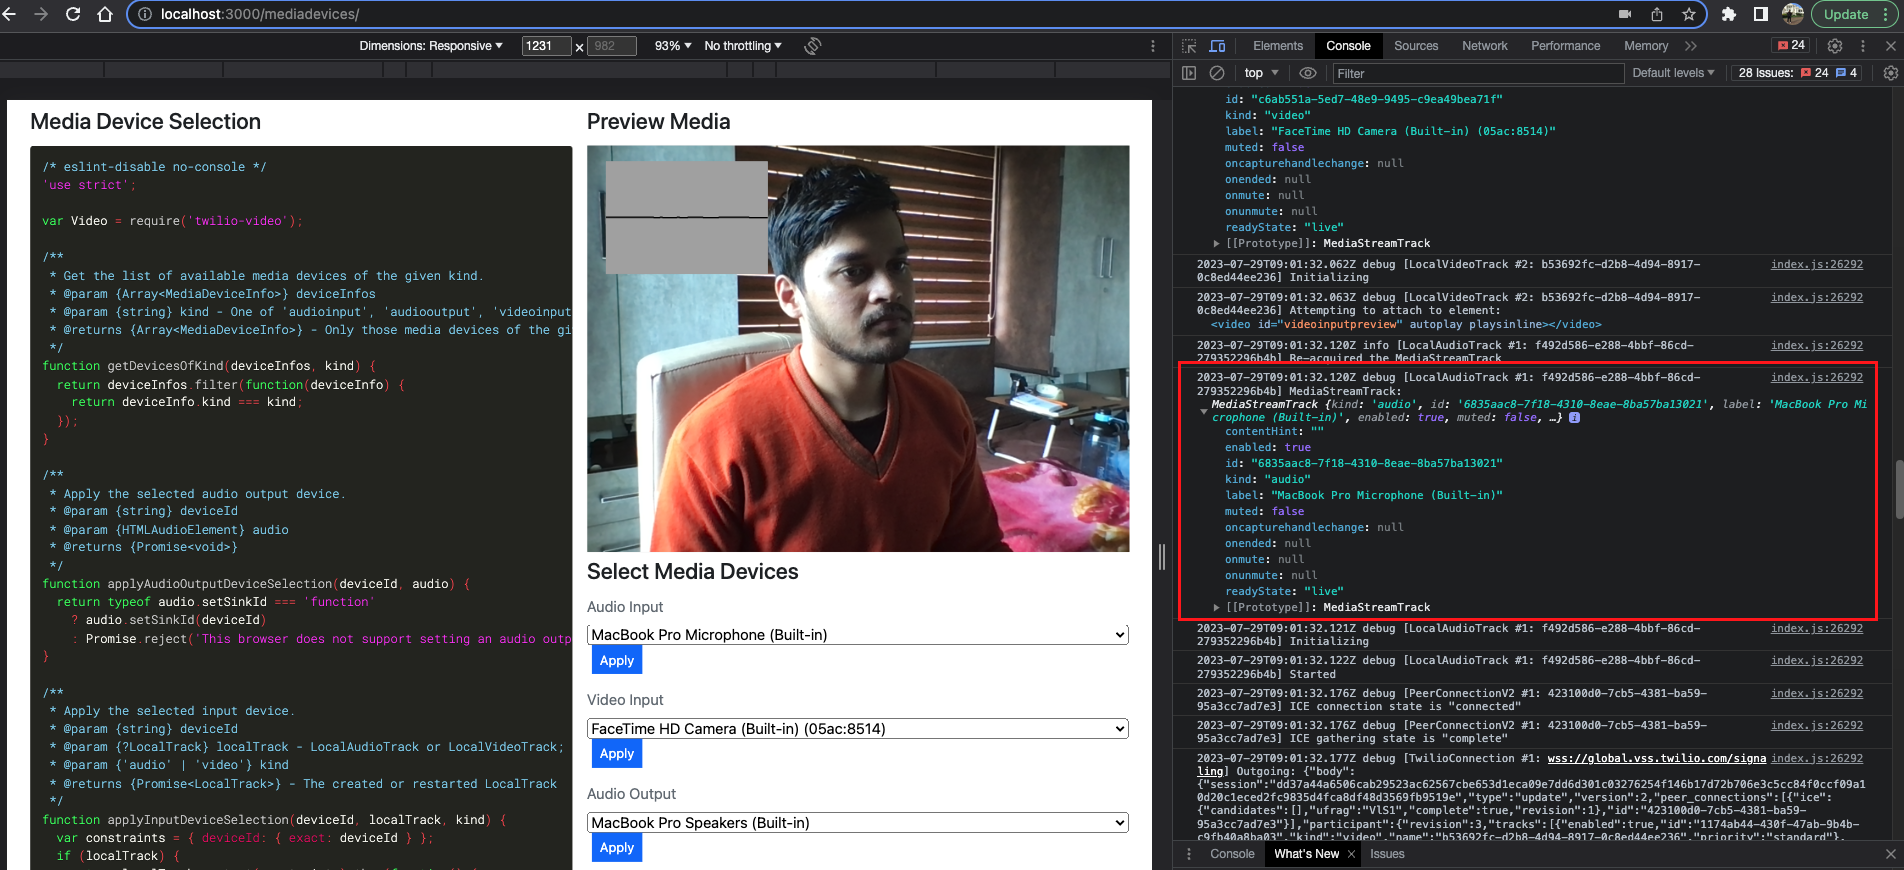 localhost:3000/mediadevices/
Update
Dimensions: Responsive 1231 × 982 93% No throttling
Elements Console Sources Network Performance Memory 24
top Filter Default levels 28 Issues: 24 4
Media Device Selection
/* eslint-disable no-console */
'use strict';
var Video = require('twilio-video');
/**
* Get the list of available media devices of the given kind.
* @param {Array<MediaDeviceInfo>} deviceInfos
* @param {string} kind - One of 'audioinput', 'audiooutput', 'videoinput
* @returns {Array<MediaDeviceInfo>} - Only those media devices of the gi
*/
function getDevicesOfKind(deviceInfos, kind) {
return deviceInfos.filter(function(deviceInfo) {
return deviceInfo.kind === kind;
});
}
/**
* Apply the selected audio output device.
* @param {string} deviceId
* @param {HTMLAudioElement} audio
* @returns {Promise<void>}
*/
function applyAudioOutputDeviceSelection(deviceId, audio) {
return typeof audio.setSinkId === 'function'
? audio.setSinkId(deviceId)
: Promise.reject('This browser does not support setting an audio outp
}
/**
* Apply the selected input device.
* @param {string} deviceId
* @param {?LocalTrack} localTrack - LocalAudioTrack or LocalVideoTrack;
* @param {'audio' | 'video'} kind
* @returns {Promise<LocalTrack>} - The created or restarted LocalTrack
*/
function applyInputDeviceSelection(deviceId, localTrack, kind) {
var constraints = { deviceId: { exact: deviceId } };
if (localTrack) {
Preview Media
Select Media Devices
Audio Input
MacBook Pro Microphone (Built-in)
Apply
Video Input
FaceTime HD Camera (Built-in) (05ac:8514)
Apply
Audio Output
MacBook Pro Speakers (Built-in)
Apply
id: "c6ab551a-5ed7-48e9-9495-c9ea49bea71f"
kind: "video"
label: "FaceTime HD Camera (Built-in) (05ac:8514)"
muted: false
oncapturehandlechange: null
onended: null
onmute: null
onunmute: null
readyState: "live"
[[Prototype]]: MediaStreamTrack
2023-07-29T09:01:32.062Z debug [LocalVideoTrack #2: b53692fc-d2b8-4d94-8917- index.js:26292
0c8ed44ee236] Initializing
2023-07-29T09:01:32.063Z debug [LocalVideoTrack #2: b53692fc-d2b8-4d94-8917- index.js:26292
0c8ed44ee236] Attempting to attach to element:
<video id="videoinputpreview" autoplay playsinline></video>
2023-07-29T09:01:32.120Z info [LocalAudioTrack #1: f492d586-e288-4bbf-86cd- index.js:26292
279352296b4b] Re-acquired the MediaStreamTrack
2023-07-29T09:01:32.120Z debug [LocalAudioTrack #1: f492d586-e288-4bbf-86cd- index.js:26292
279352296b4b] MediaStreamTrack:
MediaStreamTrack {kind: 'audio', id: '6835aac8-7f18-4310-8eae-8ba57ba13021', label: 'MacBook Pro Mi
crophone (Built-in)', enabled: true, muted: false, …} i
contentHint: ""
enabled: true
id: "6835aac8-7f18-4310-8eae-8ba57ba13021"
kind: "audio"
label: "MacBook Pro Microphone (Built-in)"
muted: false
oncapturehandlechange: null
onended: null
onmute: null
onunmute: null
readyState: "live"
[[Prototype]]: MediaStreamTrack
2023-07-29T09:01:32.121Z debug [LocalAudioTrack #1: f492d586-e288-4bbf-86cd- index.js:26292
279352296b4b] Initializing
2023-07-29T09:01:32.122Z debug [LocalAudioTrack #1: f492d586-e288-4bbf-86cd- index.js:26292
279352296b4b] Started
2023-07-29T09:01:32.176Z debug [PeerConnectionV2 #1: 423100d0-7cb5-4381-ba59- index.js:26292
95a3cc7ad7e3] ICE connection state is "connected"
2023-07-29T09:01:32.176Z debug [PeerConnectionV2 #1: 423100d0-7cb5-4381-ba59- index.js:26292
95a3cc7ad7e3] ICE gathering state is "complete"
2023-07-29T09:01:32.177Z debug [TwilioConnection #1: wss://global.vss.twilio.com/signa index.js:26292
ling] Outgoing: {"body":
{"session":"dd37a44a6506cab29523ac62567cbe653d1eca09e7dd6d301c30d0276254f146b17d72b706e3c5cc84f0ccf09a1
0d20c1eced2fc9835d4fca8df48d3569fb9519e","type":"update","version":2,"peer_connections":[{"ice":
{"candidates":[],"ufrag":"VlS1","complete":true,"revision":1},"id":"423100d0-7cb5-4381-ba59-
95a3cc7ad7e3"}],"participant":{"revision":3,"tracks":[{"enabled":true,"id":"1174ab44-430f-47ab-9b4b-
c9fb40a8ba03","kind":"video","name":"b53692fc-d2b8-4d94-8917-0c8ed44ee236","priority":"standard"},
Console What's New Issues